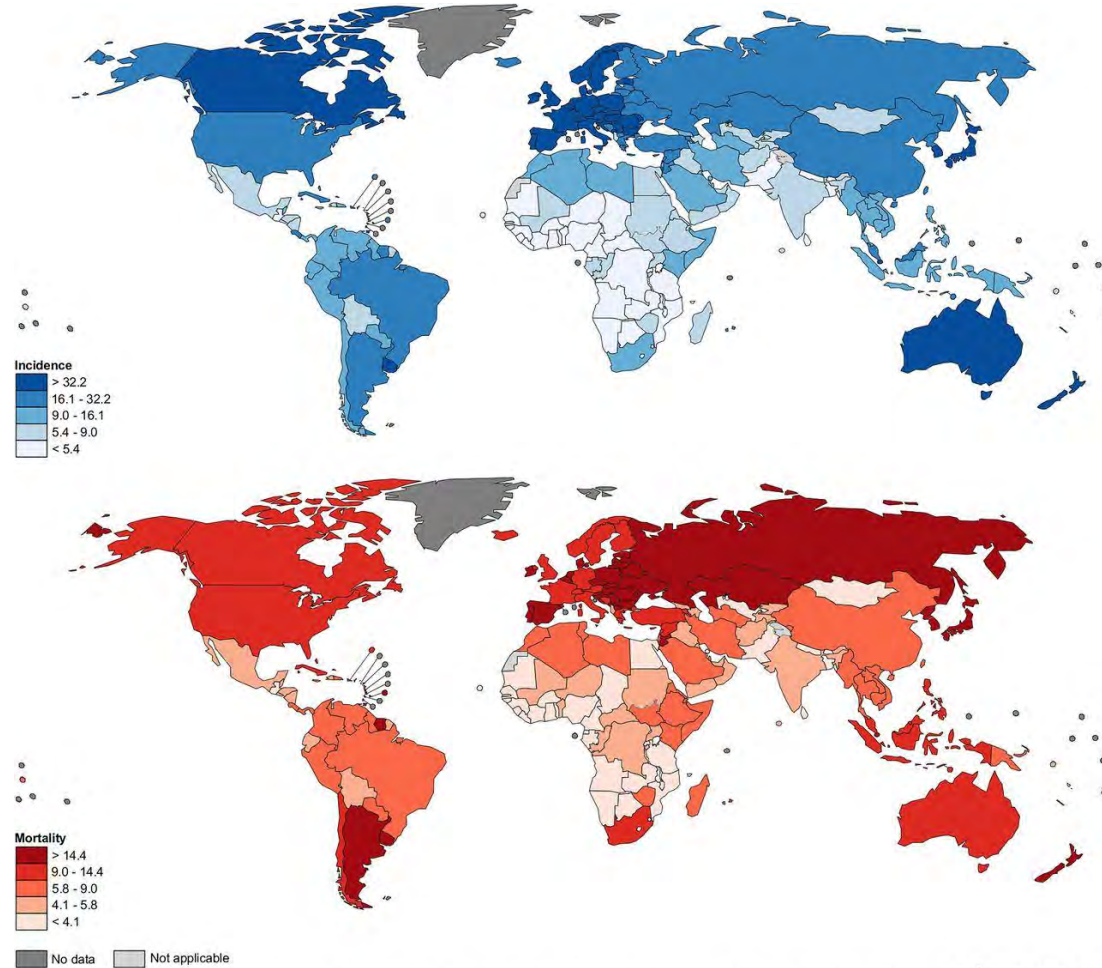 Incidence
> 32.2
16.1 - 32.2
9.0 - 16.1
5.4 - 9.0
< 5.4
Mortality
> 14.4
9.0 - 14.4
5.8 - 9.0
4.1 - 5.8
< 4.1
No data
Not applicable